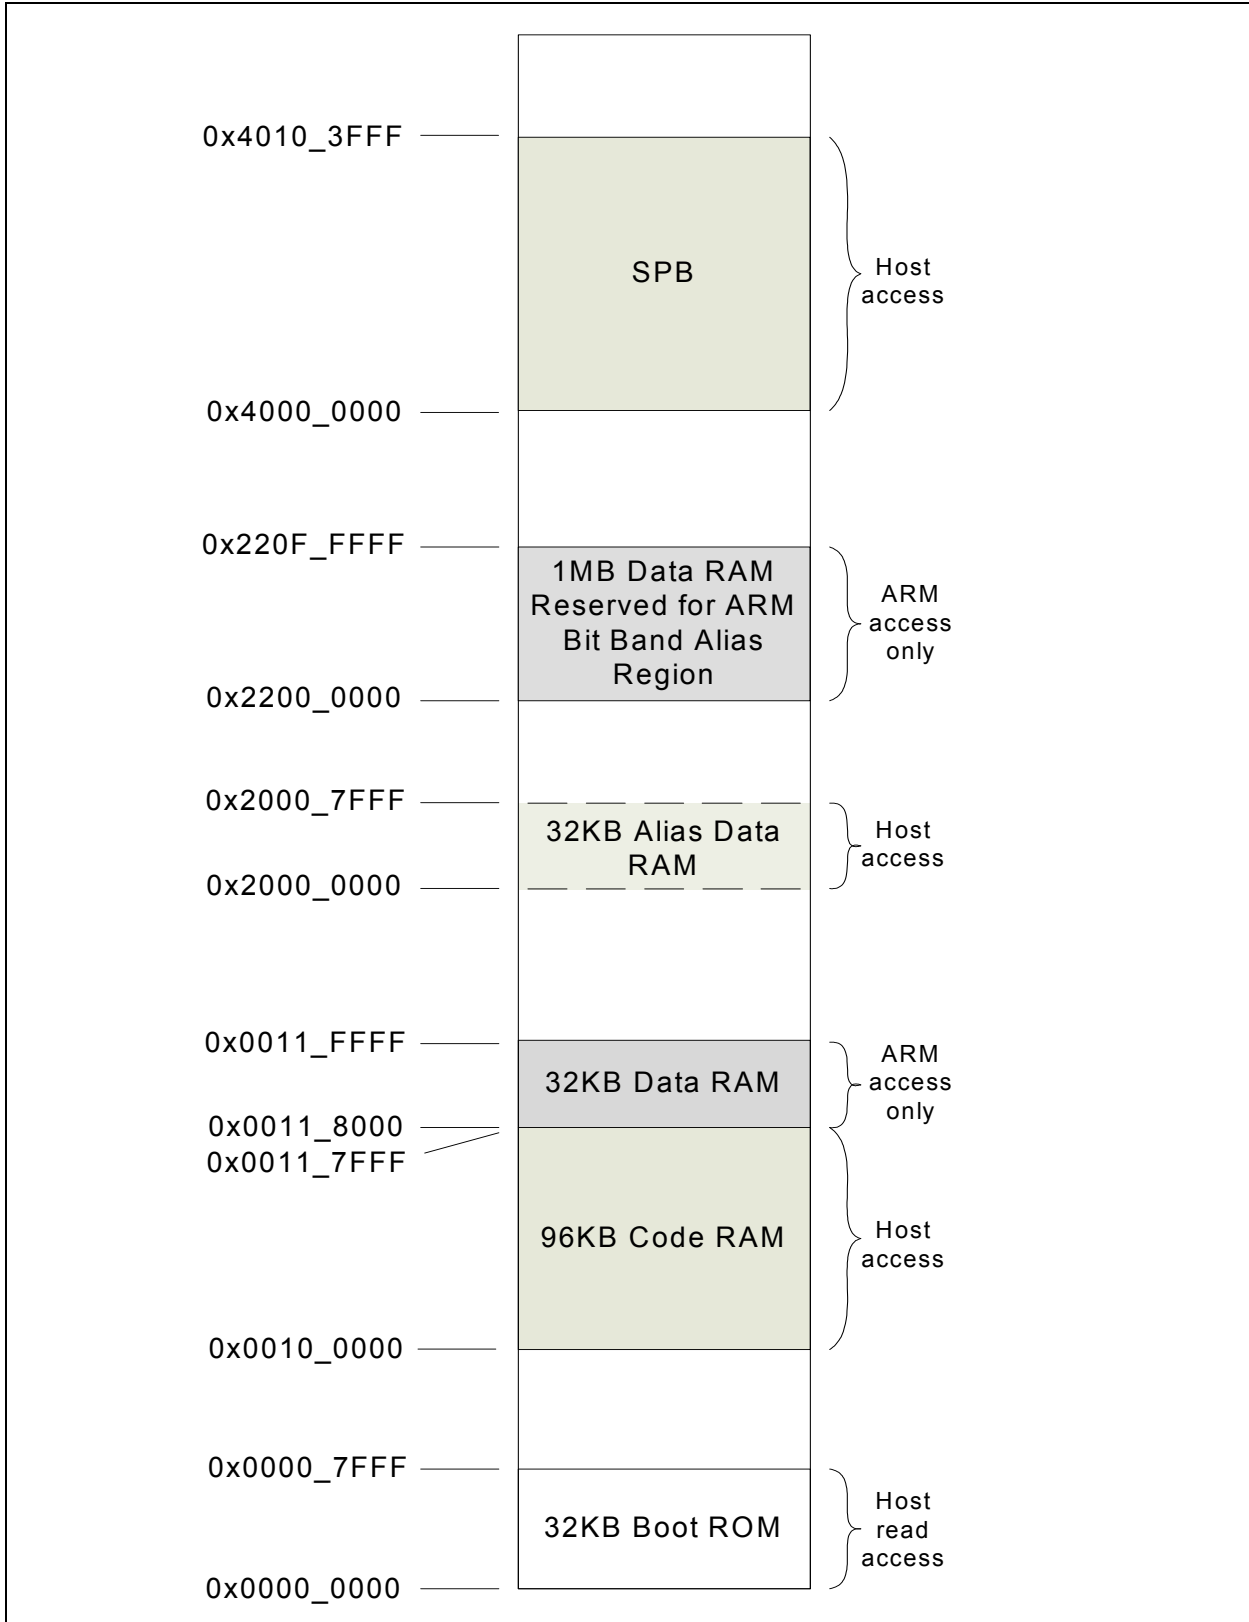 0x4010_3FFF
SPB
Host
access
0x4000_0000
0x220F_FFFF
1MB Data RAM
Reserved for ARM
Bit Band Alias
Region
ARM
access
only
0x2200_0000
0x2000_7FFF
32KB Alias Data
RAM
Host
access
0x2000_0000
0x0011_FFFF
32KB Data RAM
ARM
access
only
0x0011_8000
0x0011_7FFF
96KB Code RAM
Host
access
0x0010_0000
0x0000_7FFF
32KB Boot ROM
Host
read
access
0x0000_0000